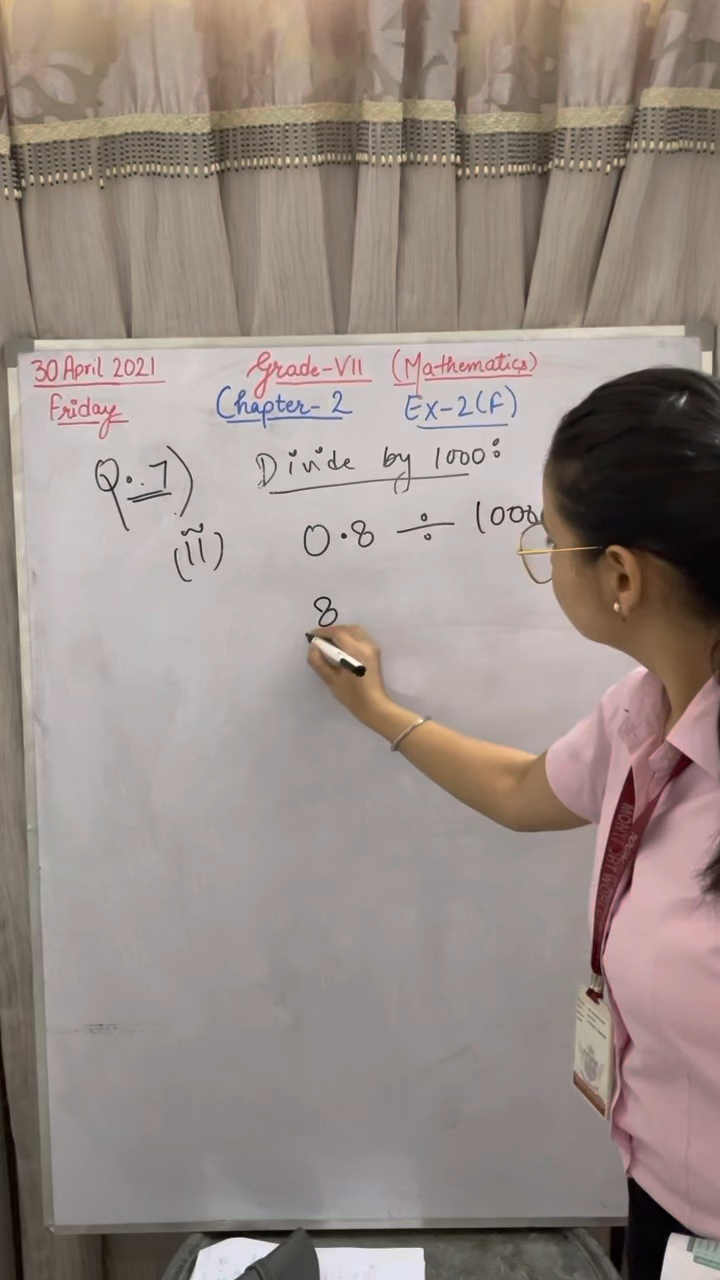 30 April 2021 Grade-VII (Mathematics)
Friday Chapter-2 Ex-2(F)
Q.7) Divide by 1000:
(ii) 0.8 ÷ 1000
8